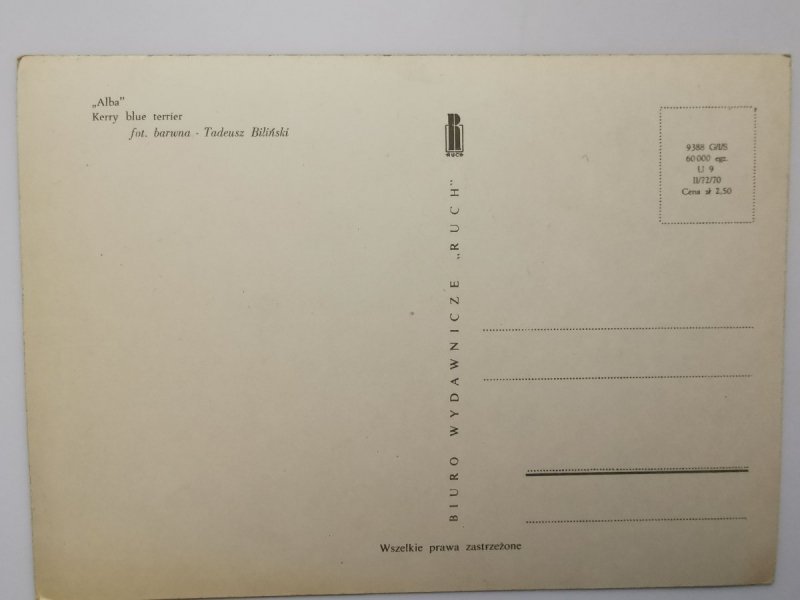 „Alba”
Kerry blue terrier
fot. barwna - Tadeusz Biliński
R
RUCH
BIURO WYDAWNICZE „RUCH”
9388 G/I/S
60 000 egz.
U 9
II/72/70
Cena zł 2,50
Wszelkie prawa zastrzeżone